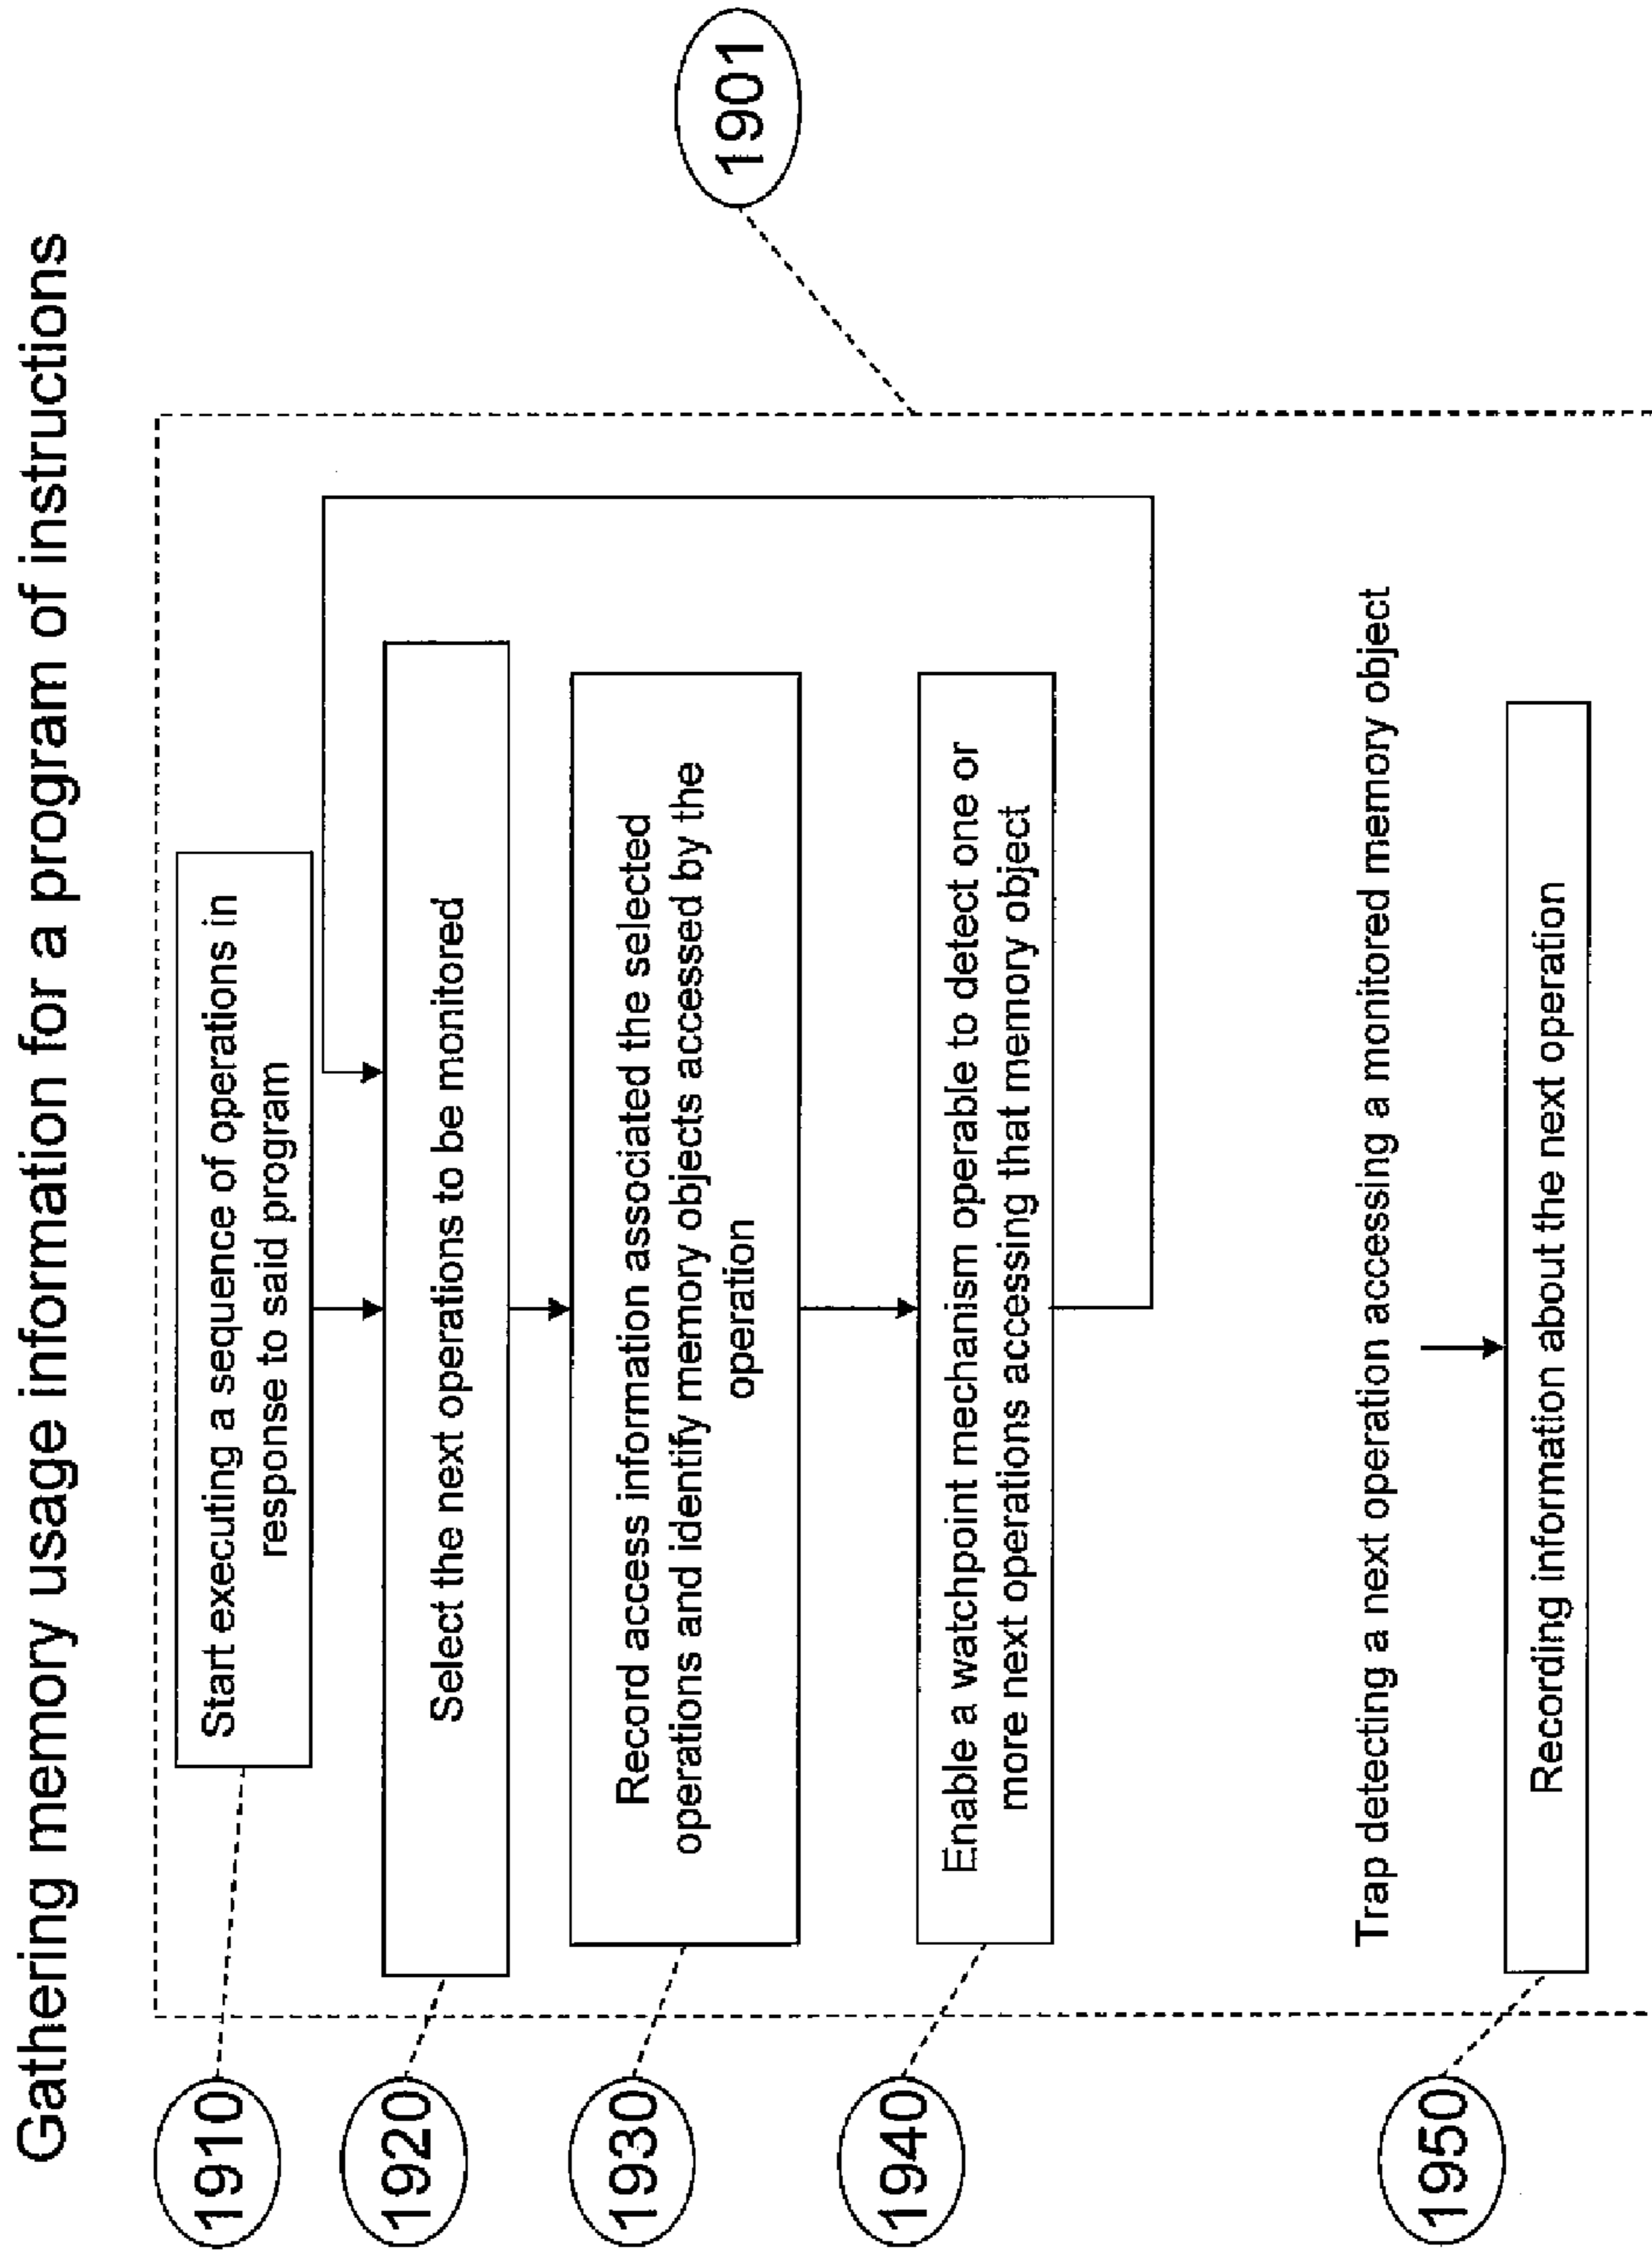 Gathering memory usage information for a program of instructions
1901
1910
Start executing a sequence of operations in
response to said program
1920
Select the next operations to be monitored
1930
Record access information associated the selected
operations and identify memory objects accessed by the
operation
1940
Enable a watchpoint mechanism operable to detect one or
more next operations accessing that memory object
Trap detecting a next operation accessing a monitored memory object
1950
Recording information about the next operation